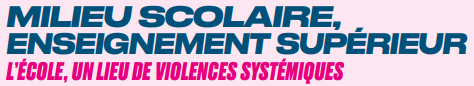 MILIEU SCOLAIRE,
ENSEIGNEMENT SUPÉRIEUR
L'ÉCOLE, UN LIEU DE VIOLENCES SYSTÉMIQUES